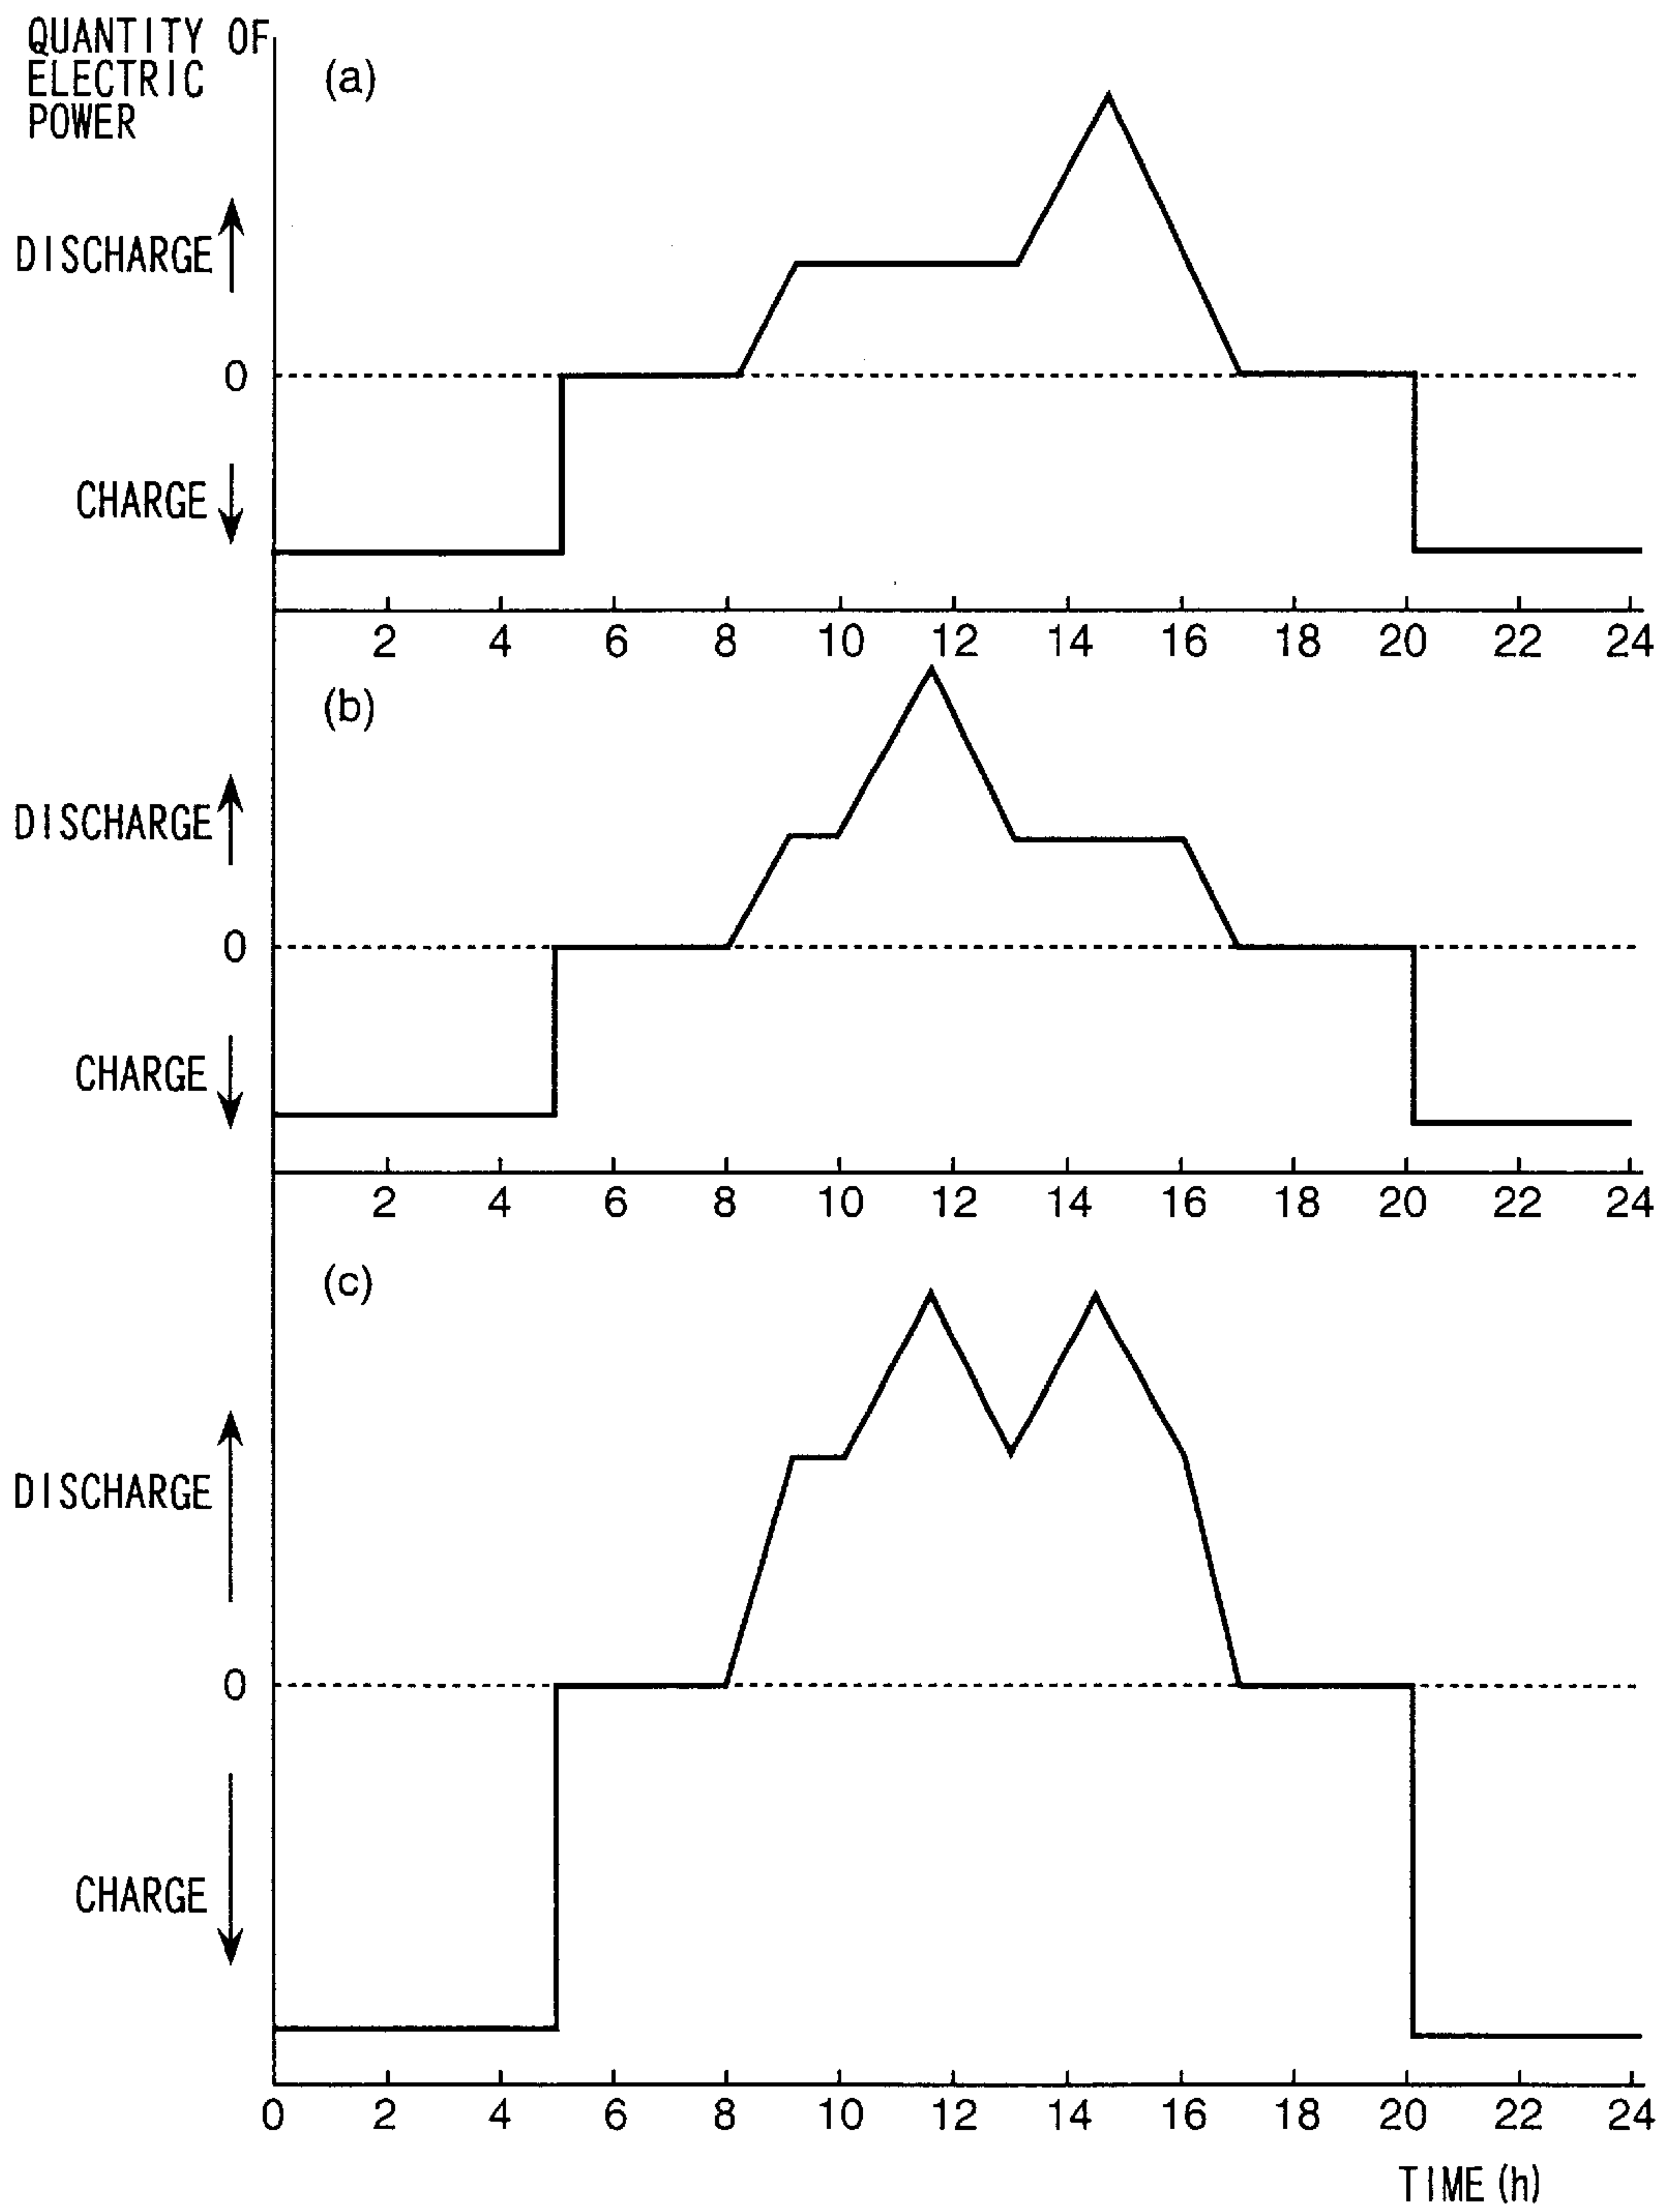 QUANTITY OF
ELECTRIC
POWER
(a)
DISCHARGE
0
CHARGE
2 4 6 8 10 12 14 16 18 20 22 24
(b)
DISCHARGE
0
CHARGE
2 4 6 8 10 12 14 16 18 20 22 24
(c)
DISCHARGE
0
CHARGE
0 2 4 6 8 10 12 14 16 18 20 22 24
TIME (h)